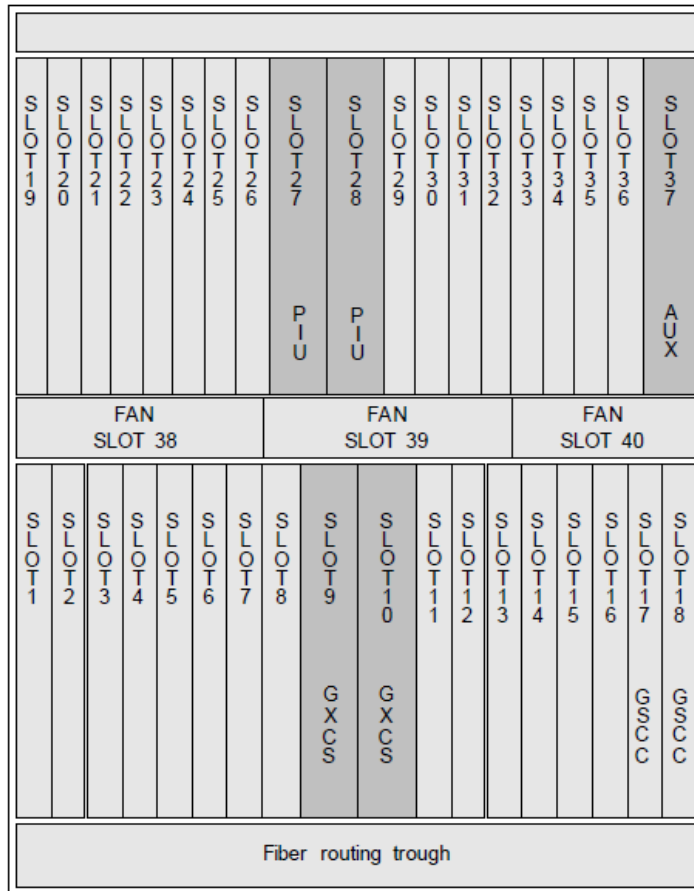 SLOT19
SLOT20
SLOT21
SLOT22
SLOT23
SLOT24
SLOT25
SLOT26
SLOT27 PIU
SLOT28 PIU
SLOT29
SLOT30
SLOT31
SLOT32
SLOT33
SLOT34
SLOT35
SLOT36
SLOT37 AUX
FAN
SLOT 38
FAN
SLOT 39
FAN
SLOT 40
SLOT1
SLOT2
SLOT3
SLOT4
SLOT5
SLOT6
SLOT7
SLOT8
SLOT9 GXCS
SLOT10 GXCS
SLOT11
SLOT12
SLOT13
SLOT14
SLOT15
SLOT16
SLOT17 GSCC
SLOT18 GSCC
Fiber routing trough